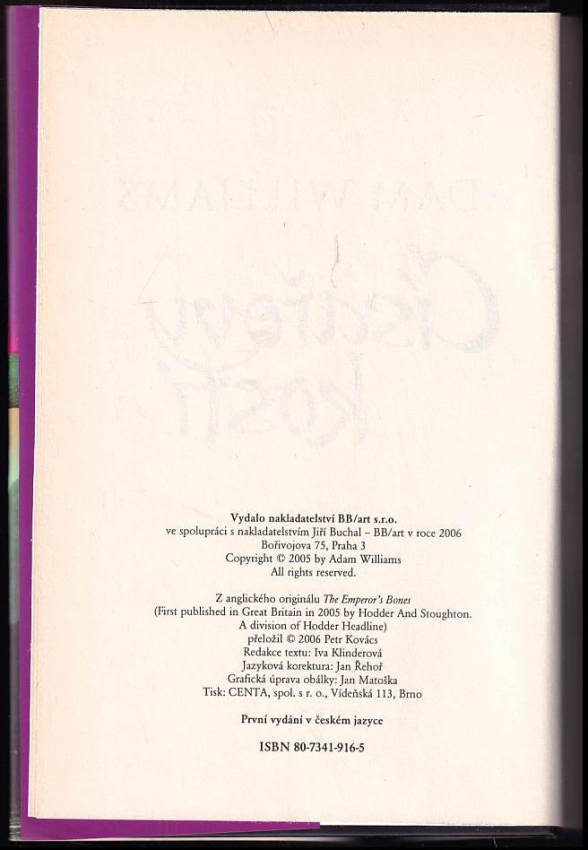 ADAM WILLIAMS
Císařovy
kosti
Vydalo nakladatelství BB/art s.r.o.
ve spolupráci s nakladatelstvím Jiří Buchal – BB/art v roce 2006
Bořivojova 75, Praha 3
Copyright © 2005 by Adam Williams
All rights reserved.
Z anglického originálu The Emperor's Bones
(First published in Great Britain in 2005 by Hodder And Stoughton.
A division of Hodder Headline)
přeložil © 2006 Petr Kovács
Redakce textu: Iva Klinderová
Jazyková korektura: Jan Řehoř
Grafická úprava obálky: Jan Matoška
Tisk: CENTA, spol. s r. o., Vídeňská 113, Brno
První vydání v českém jazyce
ISBN 80-7341-916-5